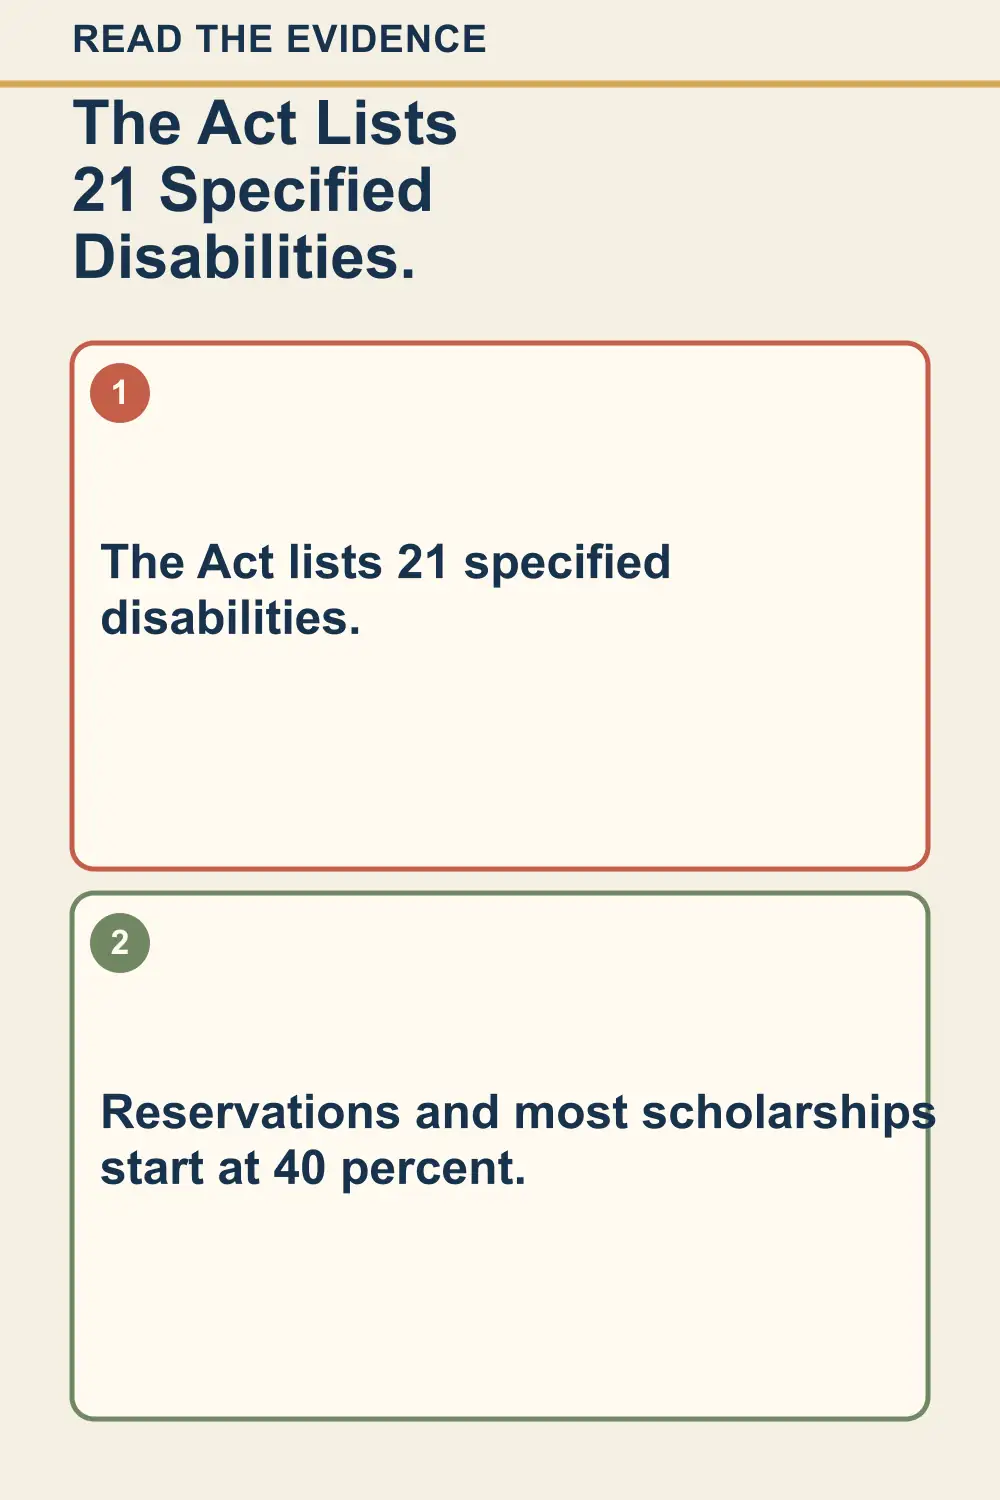 READ THE EVIDENCE
The Act Lists
21 Specified
Disabilities.
1
The Act lists 21 specified
disabilities.
2
Reservations and most scholarships
start at 40 percent.